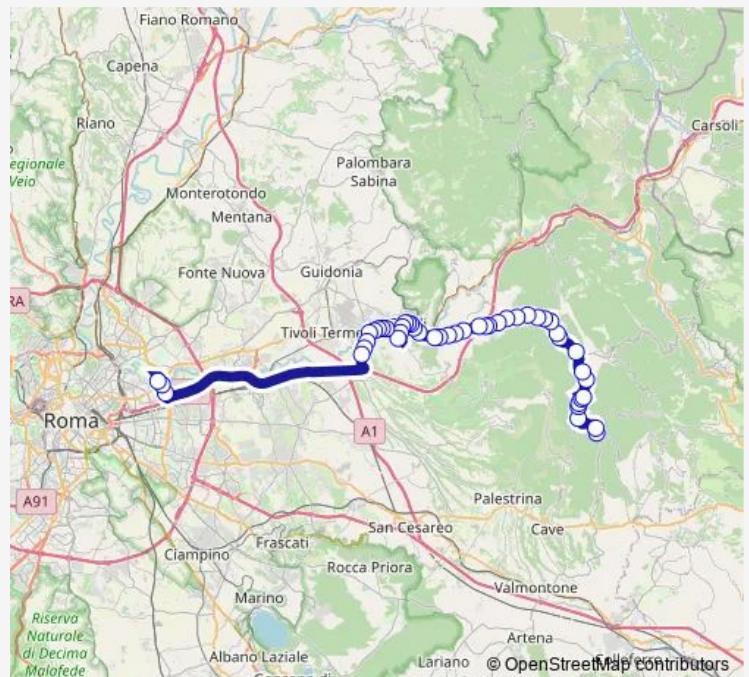 Fiano Romano
Capena
Riano
egionale
Veio
Carsoli
Palombara
Sabina
Monterotondo
Mentana
Fonte Nuova
Guidonia
RA
Tivoli Terme
Roma
A1
A91
Palestrina
San Cesareo
Cave
Ciampino
Frascati
Rocca Priora
Valmontone
Marino
Riserva
Naturale
di Decima
Malafede
Artena
Albano Laziale
Lariano
© OpenStreetMap contributors